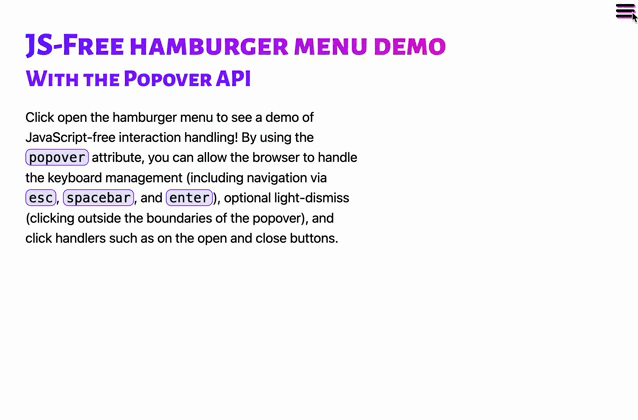 JS-Free hamburger menu demo
With the Popover API
Click open the hamburger menu to see a demo of
JavaScript-free interaction handling! By using the
popover attribute, you can allow the browser to handle
the keyboard management (including navigation via
esc, spacebar, and enter), optional light-dismiss
(clicking outside the boundaries of the popover), and
click handlers such as on the open and close buttons.